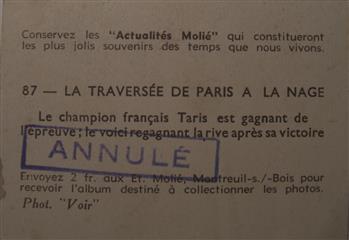 Conservez les "Actualités Molié" qui constitueront
les plus jolis souvenirs des temps que nous vivons.
87 — LA TRAVERSÉE DE PARIS A LA NAGE
Le champion français Taris est gagnant de
l'épreuve ; le voici regagnant la rive après sa victoire
ANNULÉ
Envoyez 2 fr. aux Et. Molié, Montreuil-s./-Bois pour
recevoir l'album destiné à collectionner les photos.
Phot. "Voir"